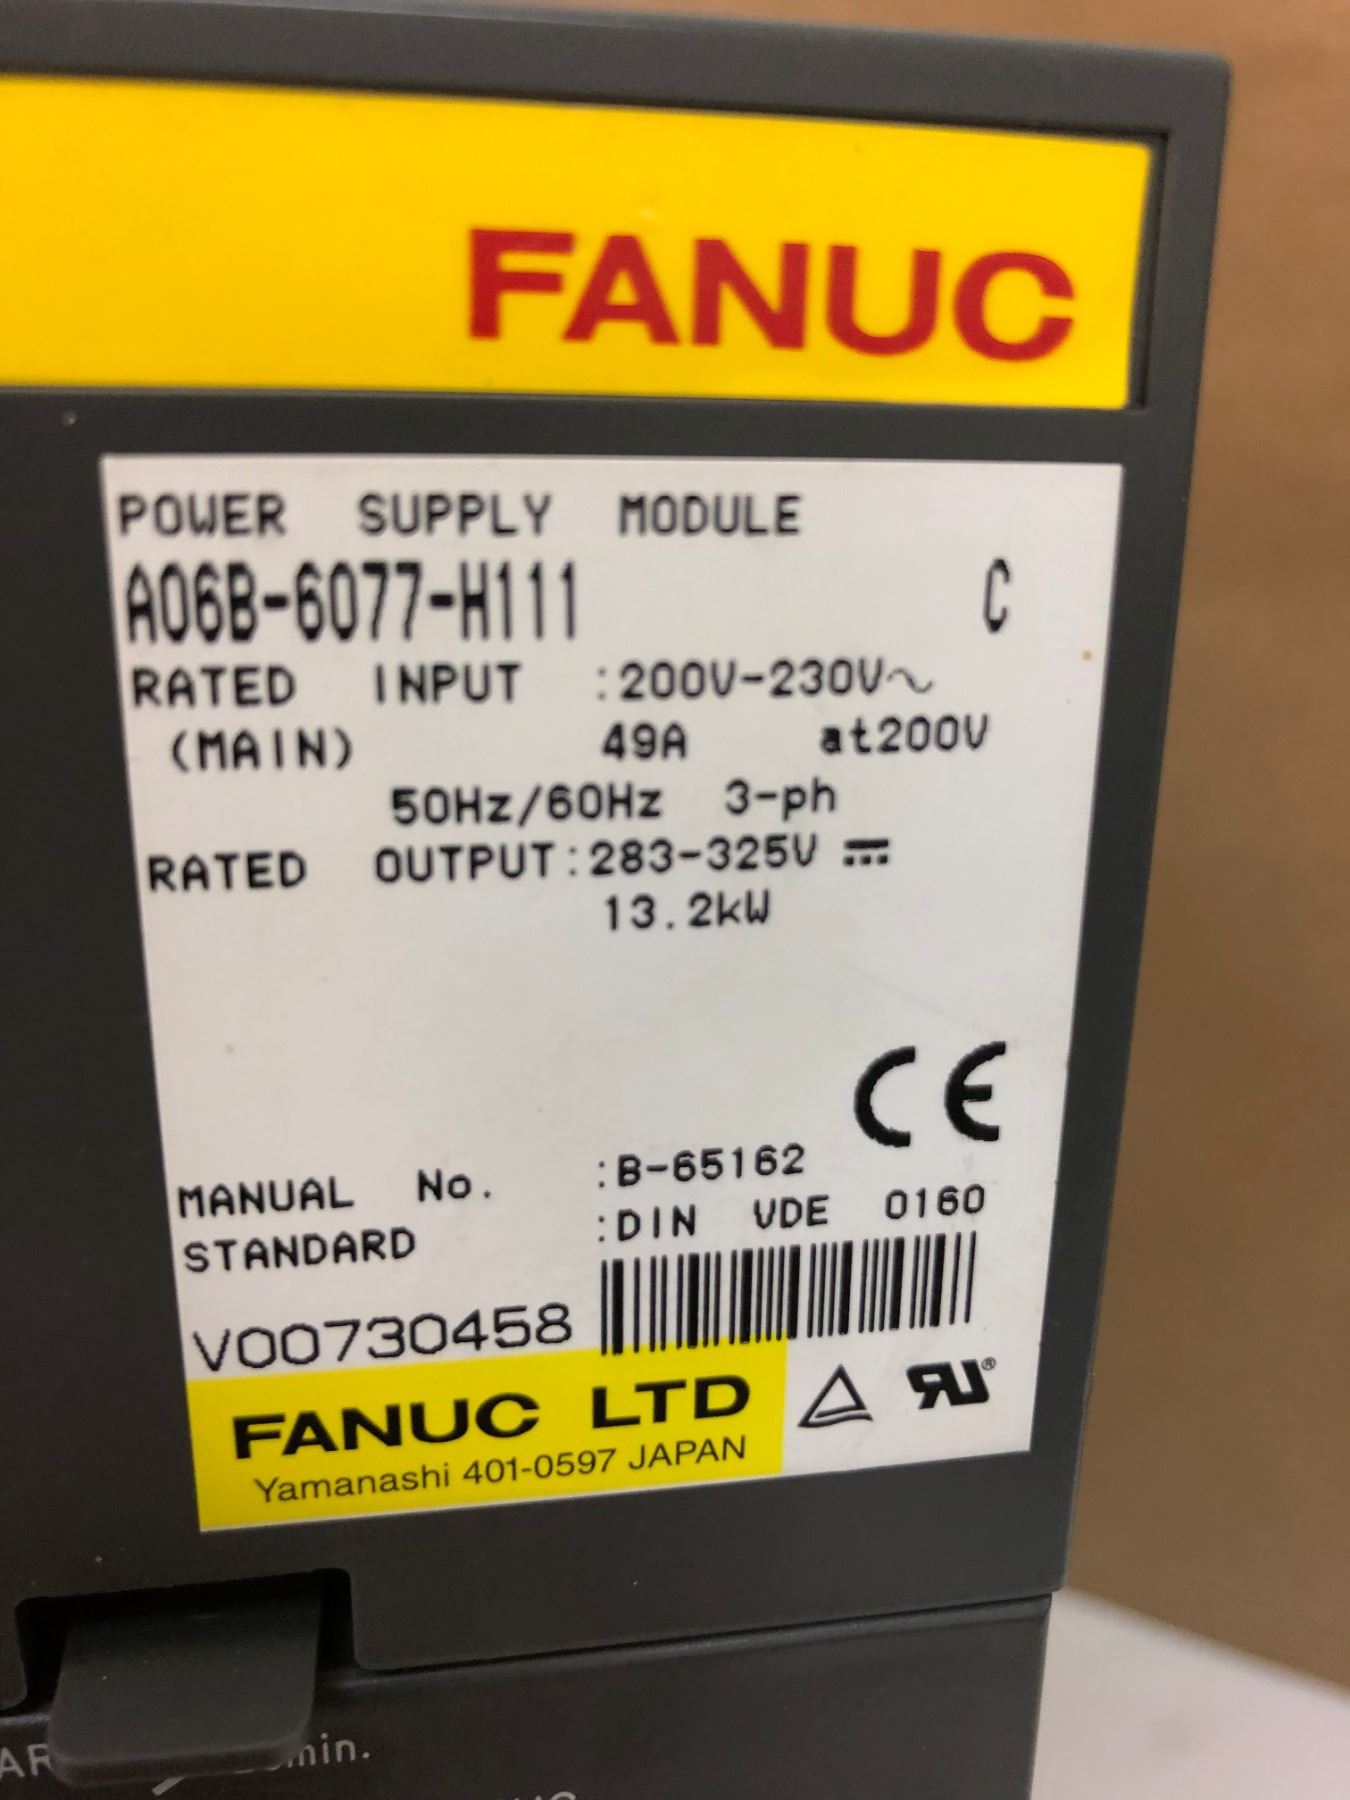 FANUC
POWER SUPPLY MODULE
A06B-6077-H111 C
RATED INPUT :200V-230V∿
(MAIN) 49A at200V
50Hz/60Hz 3-ph
RATED OUTPUT:283-325V ⎓
13.2kW
CE
MANUAL No. :B-65162
STANDARD :DIN VDE 0160
V00730458
FANUC LTD
Yamanashi 401-0597 JAPAN
min.